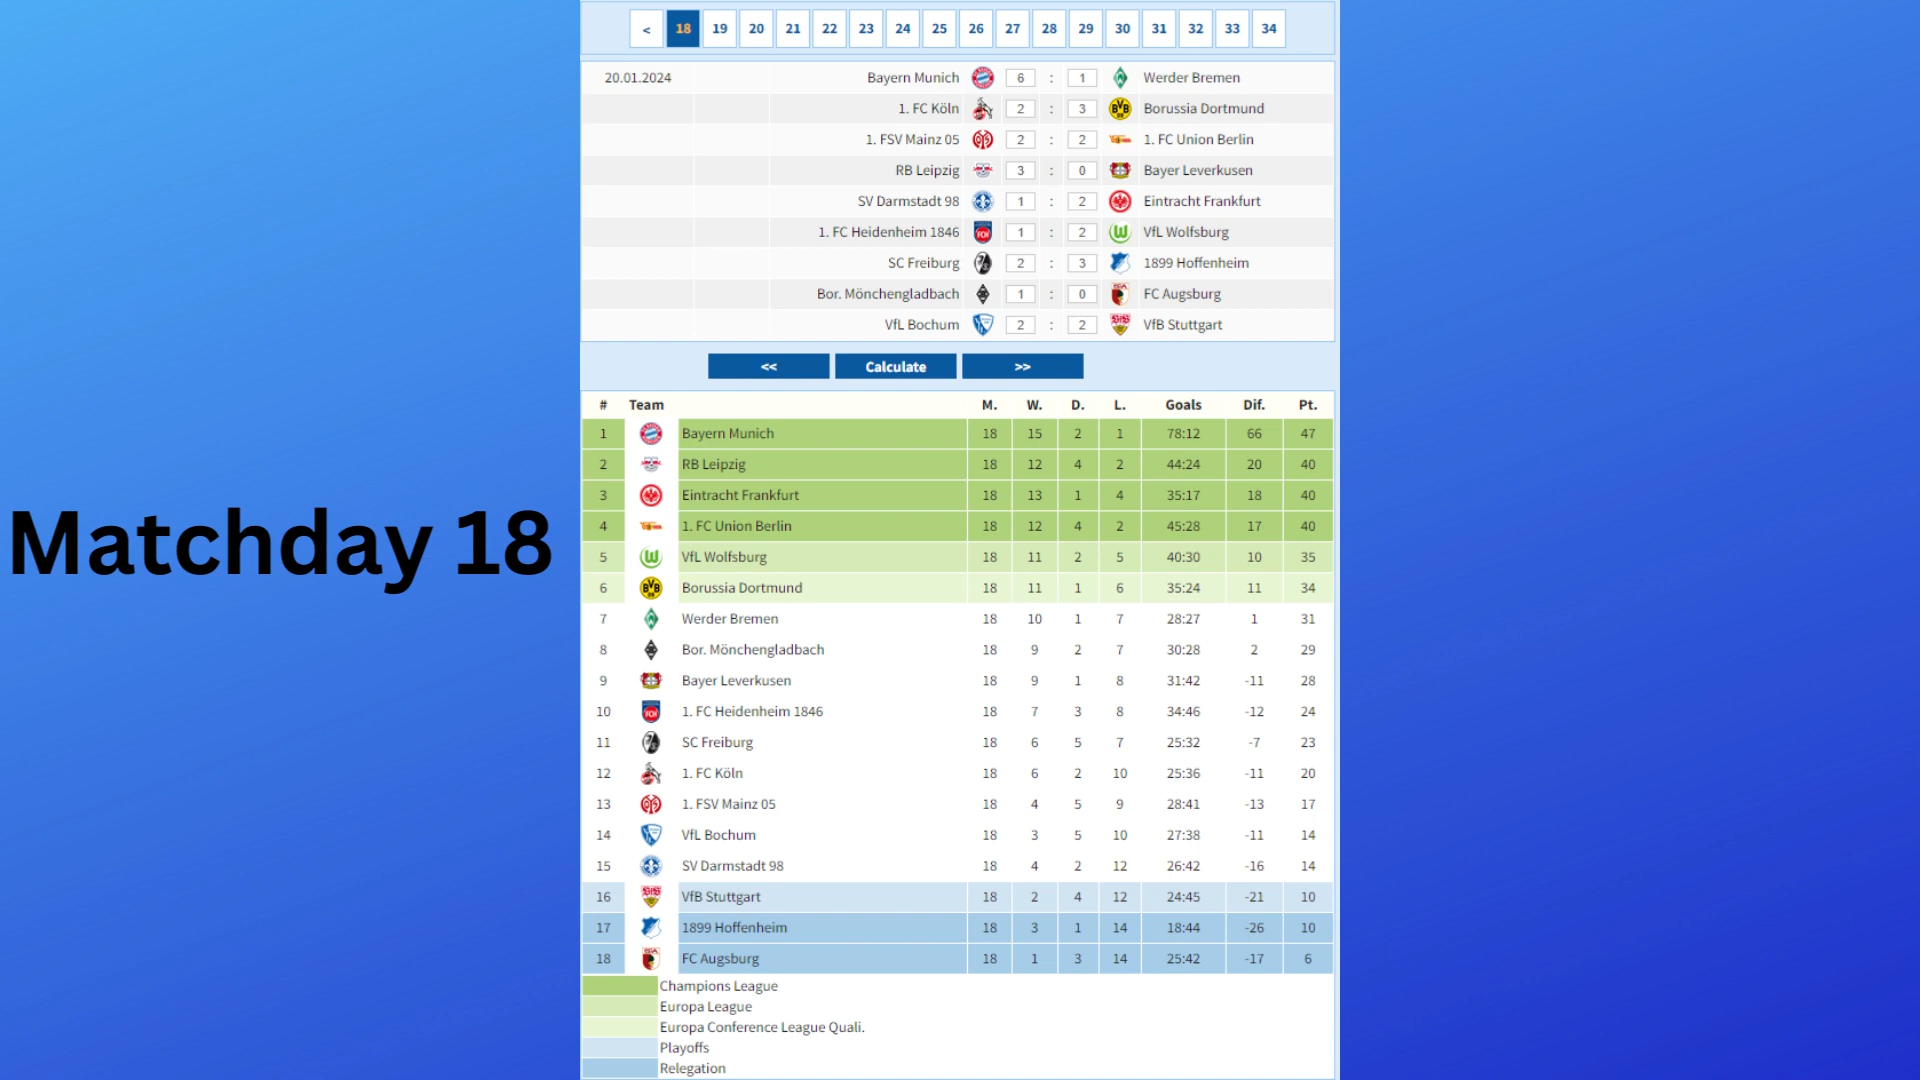 < 18 19 20 21 22 23 24 25 26 27 28 29 30 31 32 33 34
20.01.2024 Bayern Munich 6 : 1 Werder Bremen
1. FC Köln 2 : 3 Borussia Dortmund
1. FSV Mainz 05 2 : 2 1. FC Union Berlin
RB Leipzig 3 : 0 Bayer Leverkusen
SV Darmstadt 98 1 : 2 Eintracht Frankfurt
1. FC Heidenheim 1846 1 : 2 VfL Wolfsburg
SC Freiburg 2 : 3 1899 Hoffenheim
Bor. Mönchengladbach 1 : 0 FC Augsburg
VfL Bochum 2 : 2 VfB Stuttgart
<< Calculate >>
# Team M. W. D. L. Goals Dif. Pt.
1 Bayern Munich 18 15 2 1 78:12 66 47
2 RB Leipzig 18 12 4 2 44:24 20 40
3 Eintracht Frankfurt 18 13 1 4 35:17 18 40
4 1. FC Union Berlin 18 12 4 2 45:28 17 40
5 VfL Wolfsburg 18 11 2 5 40:30 10 35
6 Borussia Dortmund 18 11 1 6 35:24 11 34
7 Werder Bremen 18 10 1 7 28:27 1 31
8 Bor. Mönchengladbach 18 9 2 7 30:28 2 29
9 Bayer Leverkusen 18 9 1 8 31:42 -11 28
10 1. FC Heidenheim 1846 18 7 3 8 34:46 -12 24
11 SC Freiburg 18 6 5 7 25:32 -7 23
12 1. FC Köln 18 6 2 10 25:36 -11 20
13 1. FSV Mainz 05 18 4 5 9 28:41 -13 17
14 VfL Bochum 18 3 5 10 27:38 -11 14
15 SV Darmstadt 98 18 4 2 12 26:42 -16 14
16 VfB Stuttgart 18 2 4 12 24:45 -21 10
17 1899 Hoffenheim 18 3 1 14 18:44 -26 10
18 FC Augsburg 18 1 3 14 25:42 -17 6
Champions League
Europa League
Europa Conference League Quali.
Playoffs
Relegation
Matchday 18